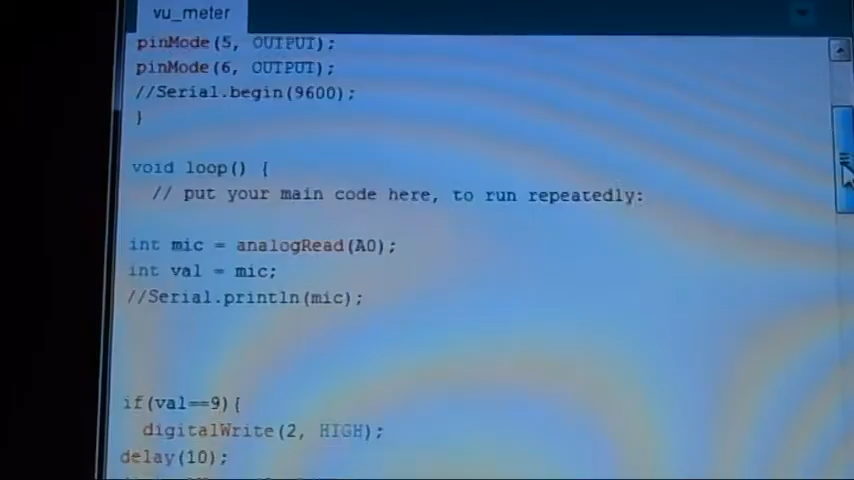 vu_meter
pinMode(5, OUTPUT);
pinMode(6, OUTPUT);
//Serial.begin(9600);
}
void loop() {
// put your main code here, to run repeatedly:
int mic = analogRead(A0);
int val = mic;
//Serial.println(mic);
if(val==9){
digitalWrite(2, HIGH);
delay(10);